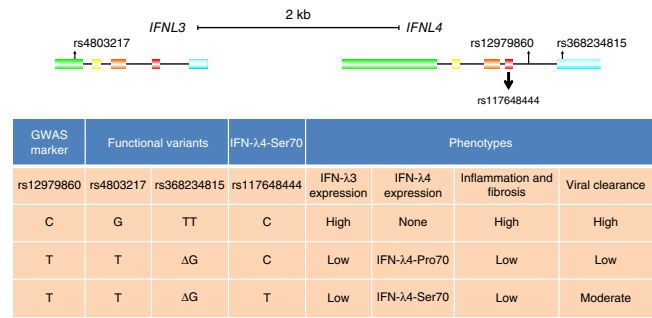 2 kb
IFNL3 IFNL4
rs4803217 rs12979860 rs368234815
rs117648444
GWAS marker Functional variants IFN-λ4-Ser70 Phenotypes
rs12979860 rs4803217 rs368234815 rs117648444 IFN-λ3 expression IFN-λ4 expression Inflammation and fibrosis Viral clearance
C G TT C High None High High
T T ΔG C Low IFN-λ4-Pro70 Low Low
T T ΔG T Low IFN-λ4-Ser70 Low Moderate